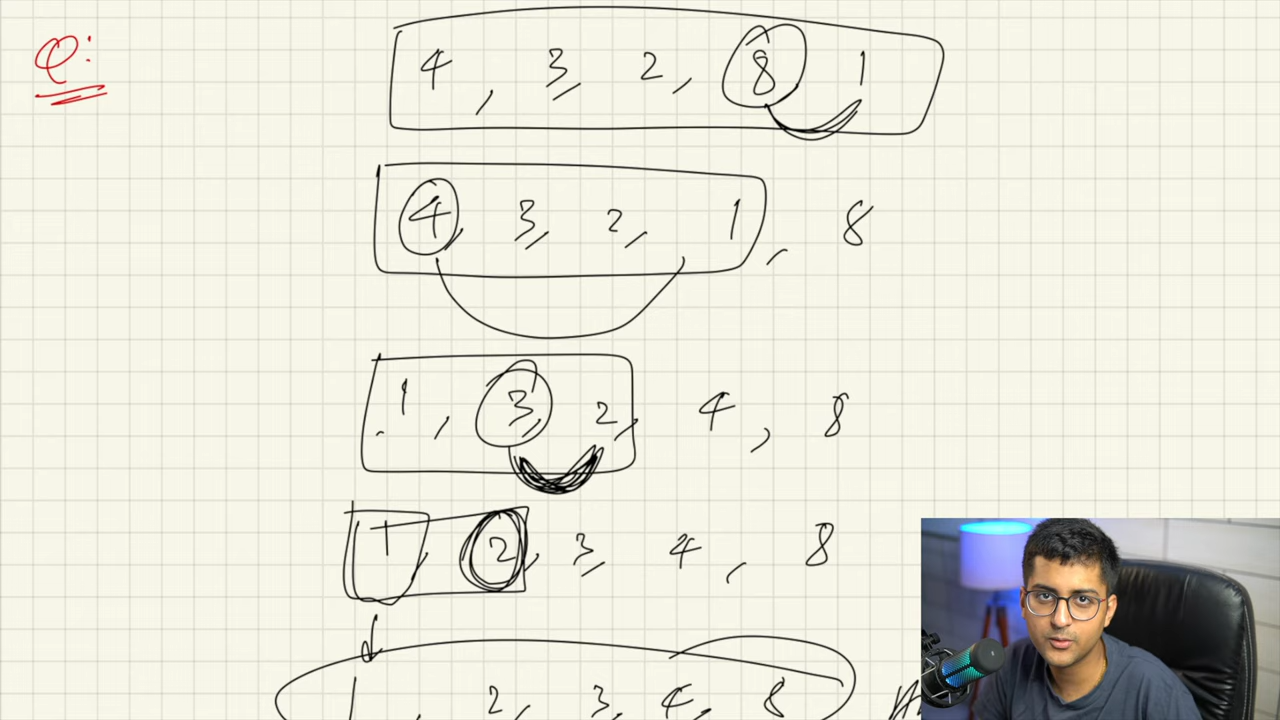 Q:
4, 3, 2, 8 1
4, 3, 2, 1, 8
1, 3, 2, 4, 8
1, 2, 3, 4, 8
1, 2, 3, 4, 8